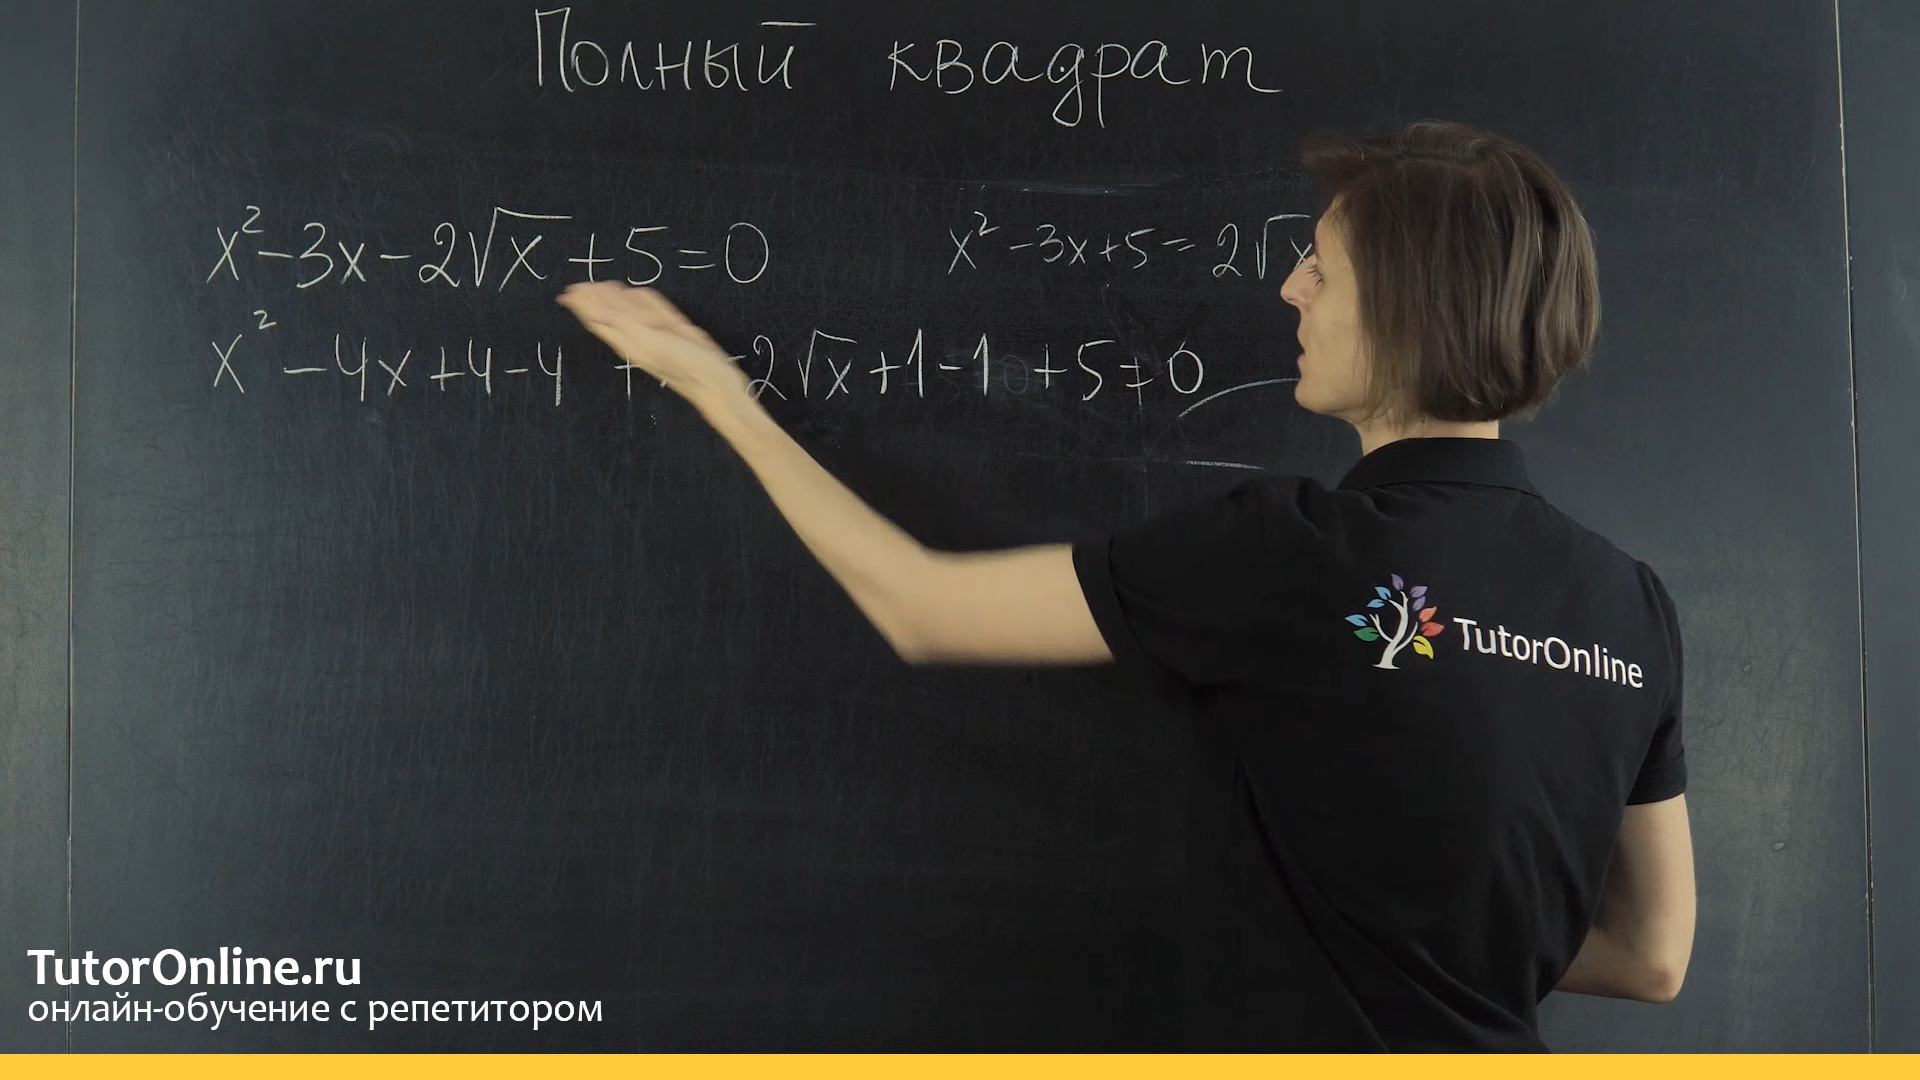 Полный квадрат
x² - 3x - 2√x + 5 = 0
x² - 3x + 5 = 2√x
x² - 4x + 4 - 4 + - 2√x + 1 - 1 + 5 = 0
TutorOnline
TutorOnline.ru
онлайн-обучение с репетитором